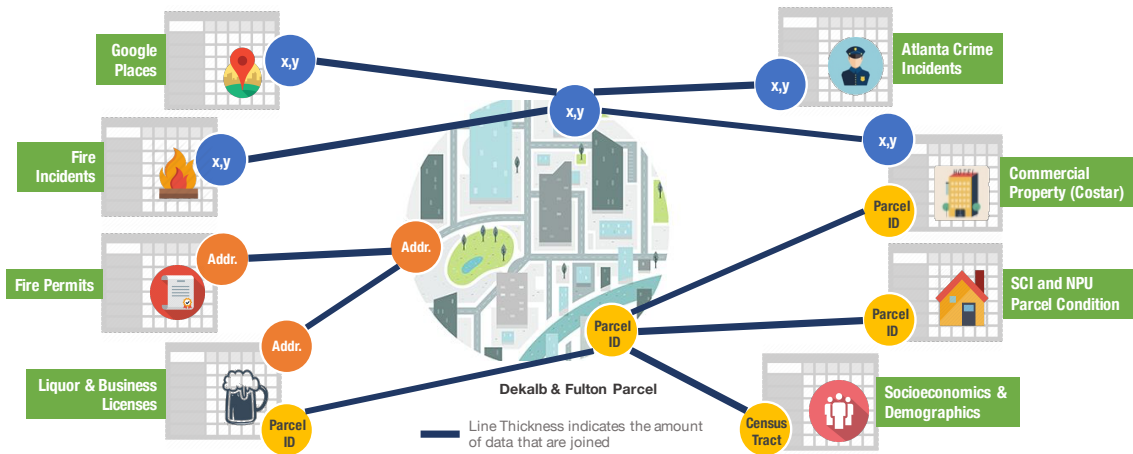 Google
Places
x,y
Fire
Incidents
x,y
Fire Permits
Addr.
Liquor & Business
Licenses
Addr.
Parcel
ID
x,y
Addr.
Parcel
ID
Dekalb & Fulton Parcel
Line Thickness indicates the amount
of data that are joined
Atlanta Crime
Incidents
x,y
x,y
Parcel
ID
HOTEL
Commercial
Property (Costar)
Parcel
ID
SCI and NPU
Parcel Condition
Census
Tract
Socioeconomics &
Demographics